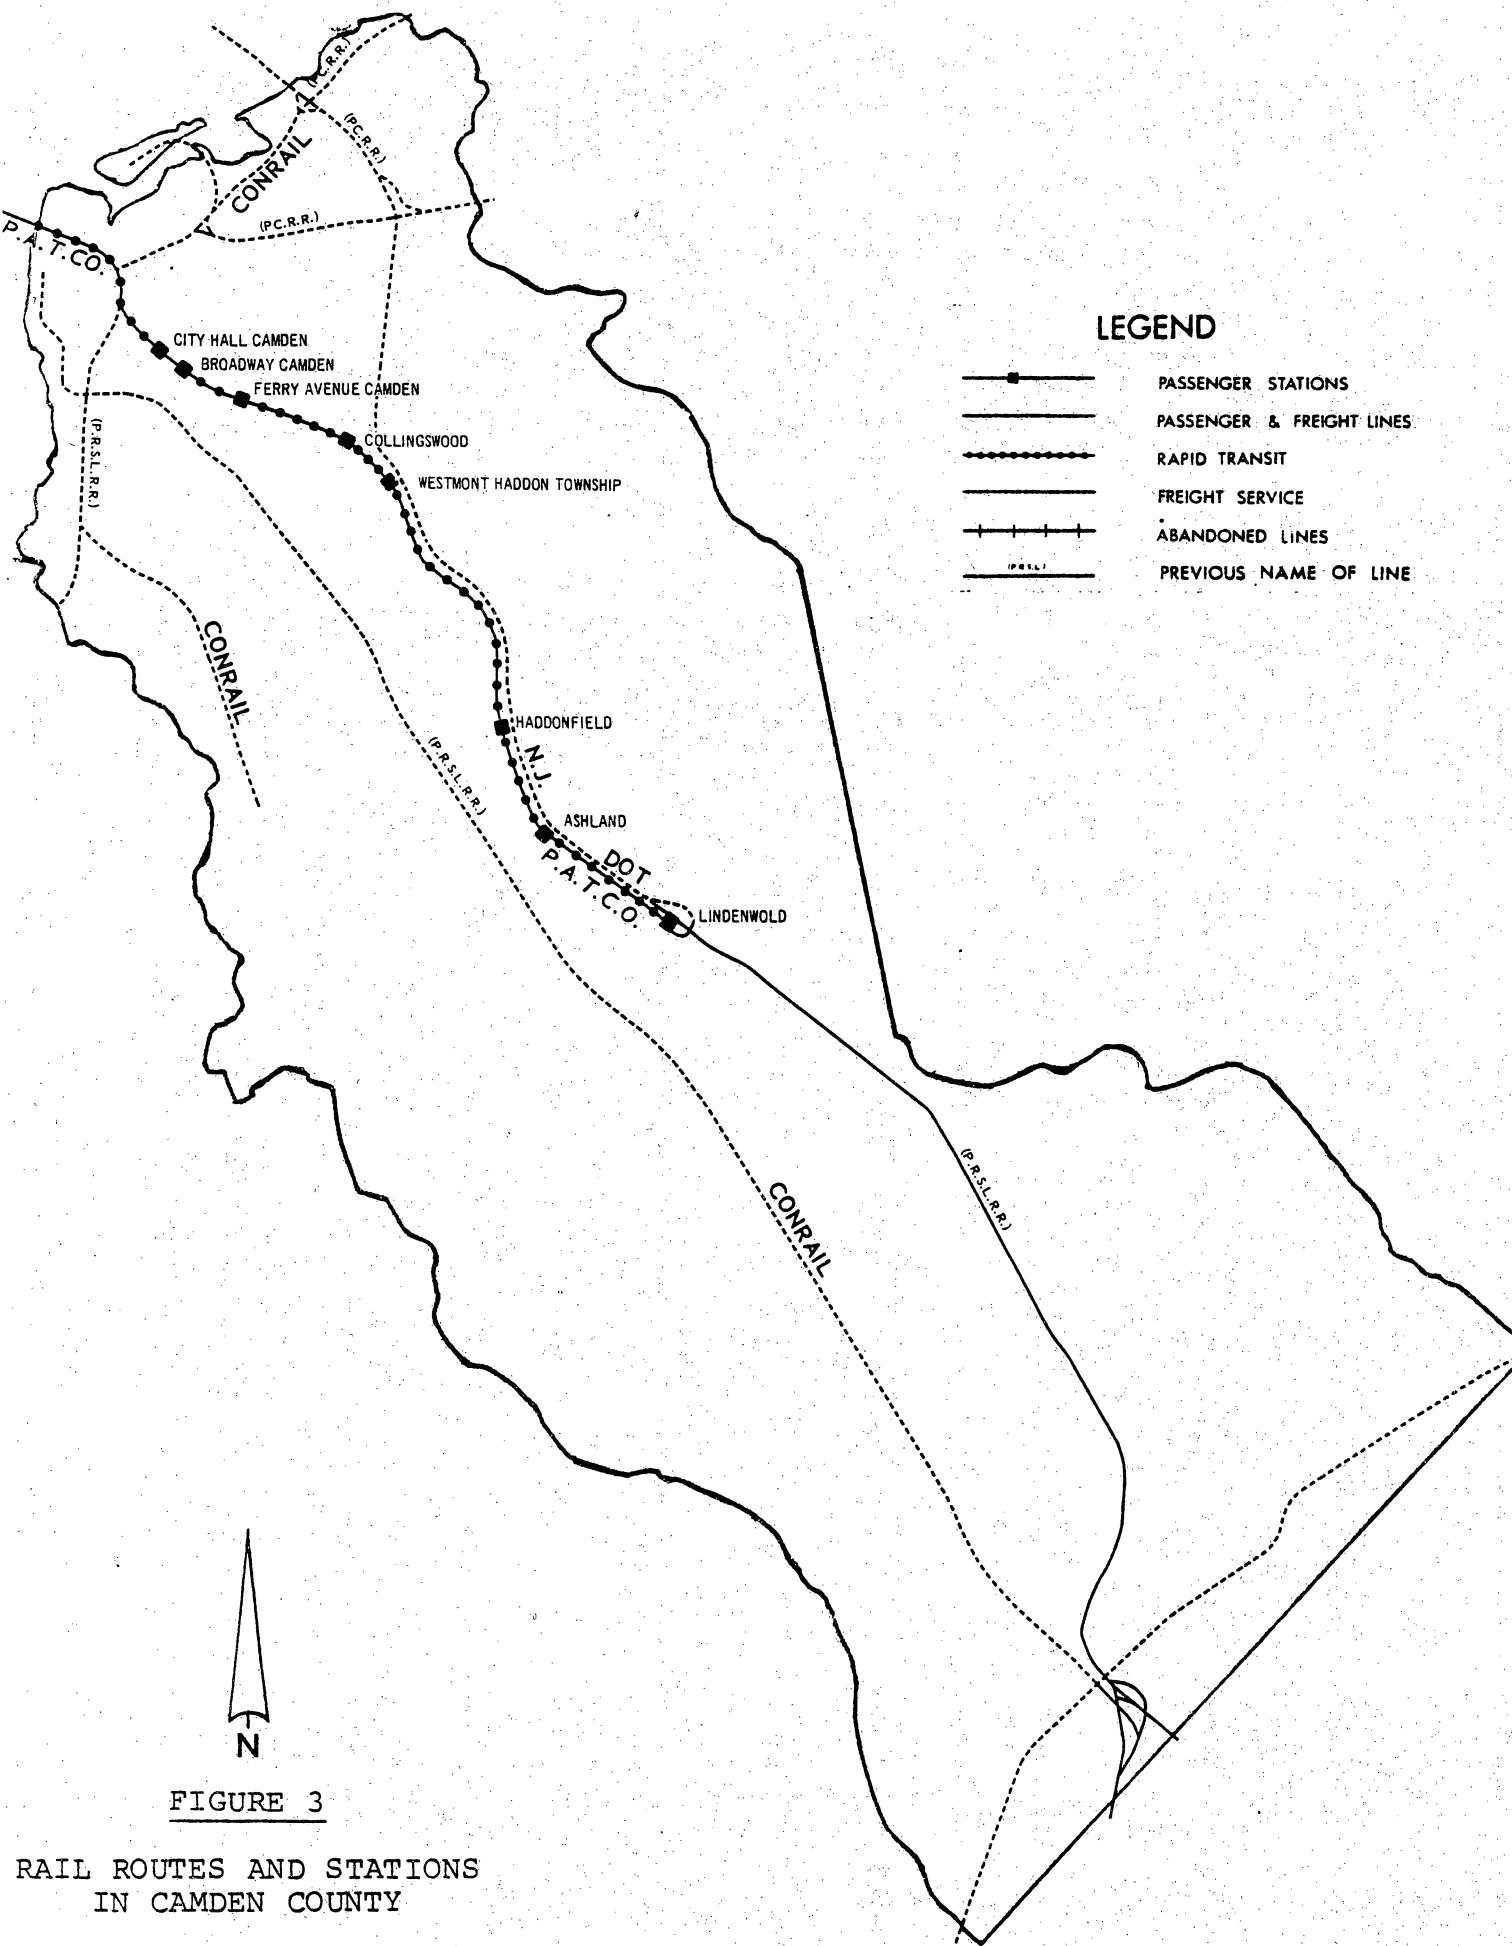 (P.C.R.R.)
(P.C.R.R.)
CONRAIL
(P.C.R.R.)
P.A.T.CO.
CITY HALL CAMDEN
BROADWAY CAMDEN
FERRY AVENUE CAMDEN
COLLINGSWOOD
WESTMONT HADDON TOWNSHIP
(P.R.S.L.R.R.)
CONRAIL
HADDONFIELD
N.J.
(P.R.S.L.R.R.)
ASHLAND
DOT
P.A.T.C.O.
LINDENWOLD
LEGEND
PASSENGER STATIONS
PASSENGER & FREIGHT LINES
RAPID TRANSIT
FREIGHT SERVICE
ABANDONED LINES
(P.R.S.L.)
PREVIOUS NAME OF LINE
(P.R.S.L.R.R.)
CONRAIL
N
FIGURE 3
RAIL ROUTES AND STATIONS
IN CAMDEN COUNTY